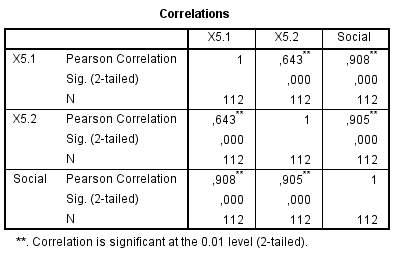 Correlations
X5.1 X5.2 Social
X5.1 Pearson Correlation 1 ,643** ,908**
Sig. (2-tailed) ,000 ,000
N 112 112 112
X5.2 Pearson Correlation ,643** 1 ,905**
Sig. (2-tailed) ,000 ,000
N 112 112 112
Social Pearson Correlation ,908** ,905** 1
Sig. (2-tailed) ,000 ,000
N 112 112 112
**. Correlation is significant at the 0.01 level (2-tailed).